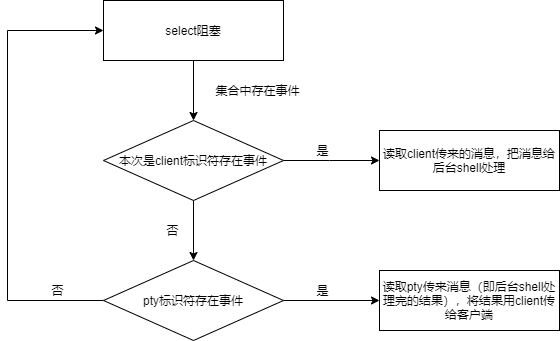 select阻塞
集合中存在事件
本次是client标识符存在事件
是
读取client传来的消息，把消息给
后台shell处理
否
pty标识符存在事件
否
是
读取pty传来消息（即后台shell处
理完的结果），将结果用client传
给客户端